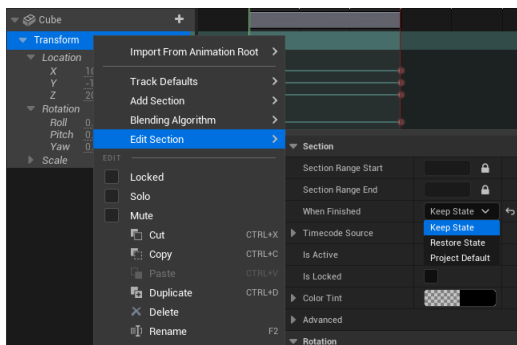 Cube
Transform
Location
X
Y
Z
Rotation
Roll
Pitch
Yaw
Scale
Import From Animation Root
Track Defaults
Add Section
Blending Algorithm
Edit Section
EDIT
Locked
Solo
Mute
Cut CTRL+X
Copy CTRL+C
Paste CTRL+V
Duplicate CTRL+D
Delete
Rename F2
Section
Section Range Start
Section Range End
When Finished Keep State
Keep State
Restore State
Project Default
Timecode Source
Is Active
Is Locked
Color Tint
Advanced
Rotation